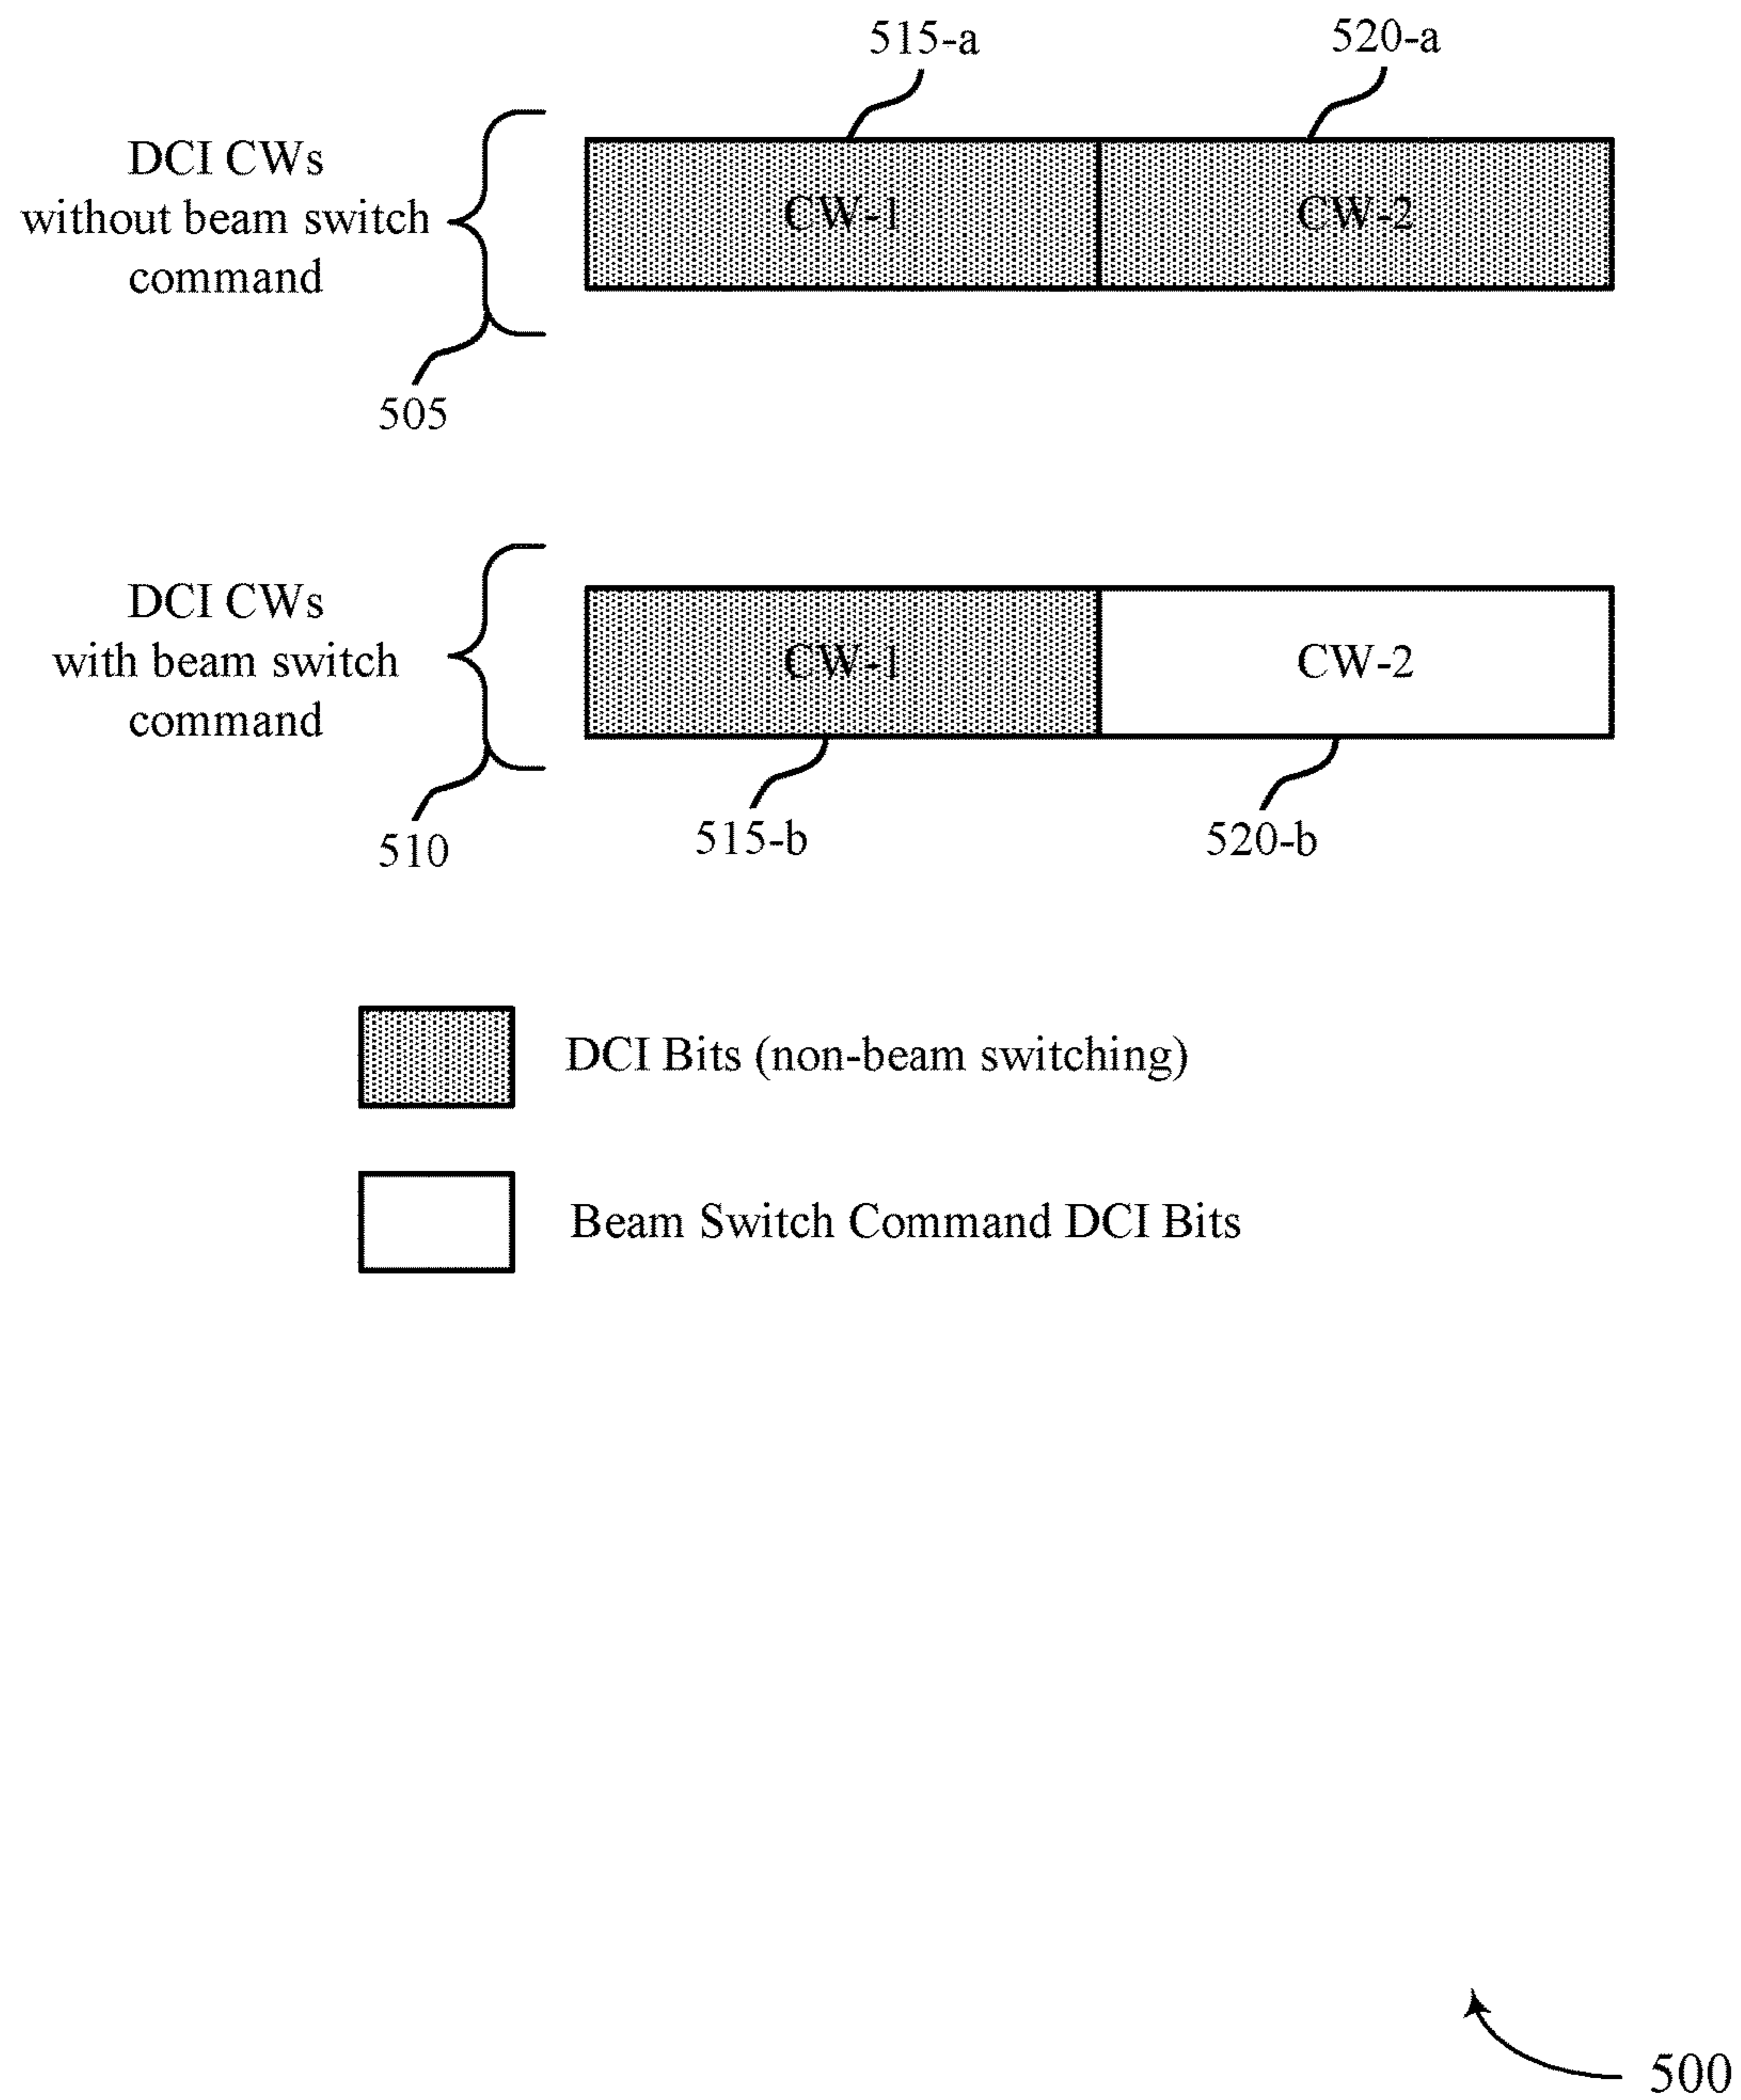 515-a
520-a
DCI CWs
without beam switch
command
CW-1
CW-2
505
DCI CWs
with beam switch
command
CW-1
CW-2
510
515-b
520-b
DCI Bits (non-beam switching)
Beam Switch Command DCI Bits
500